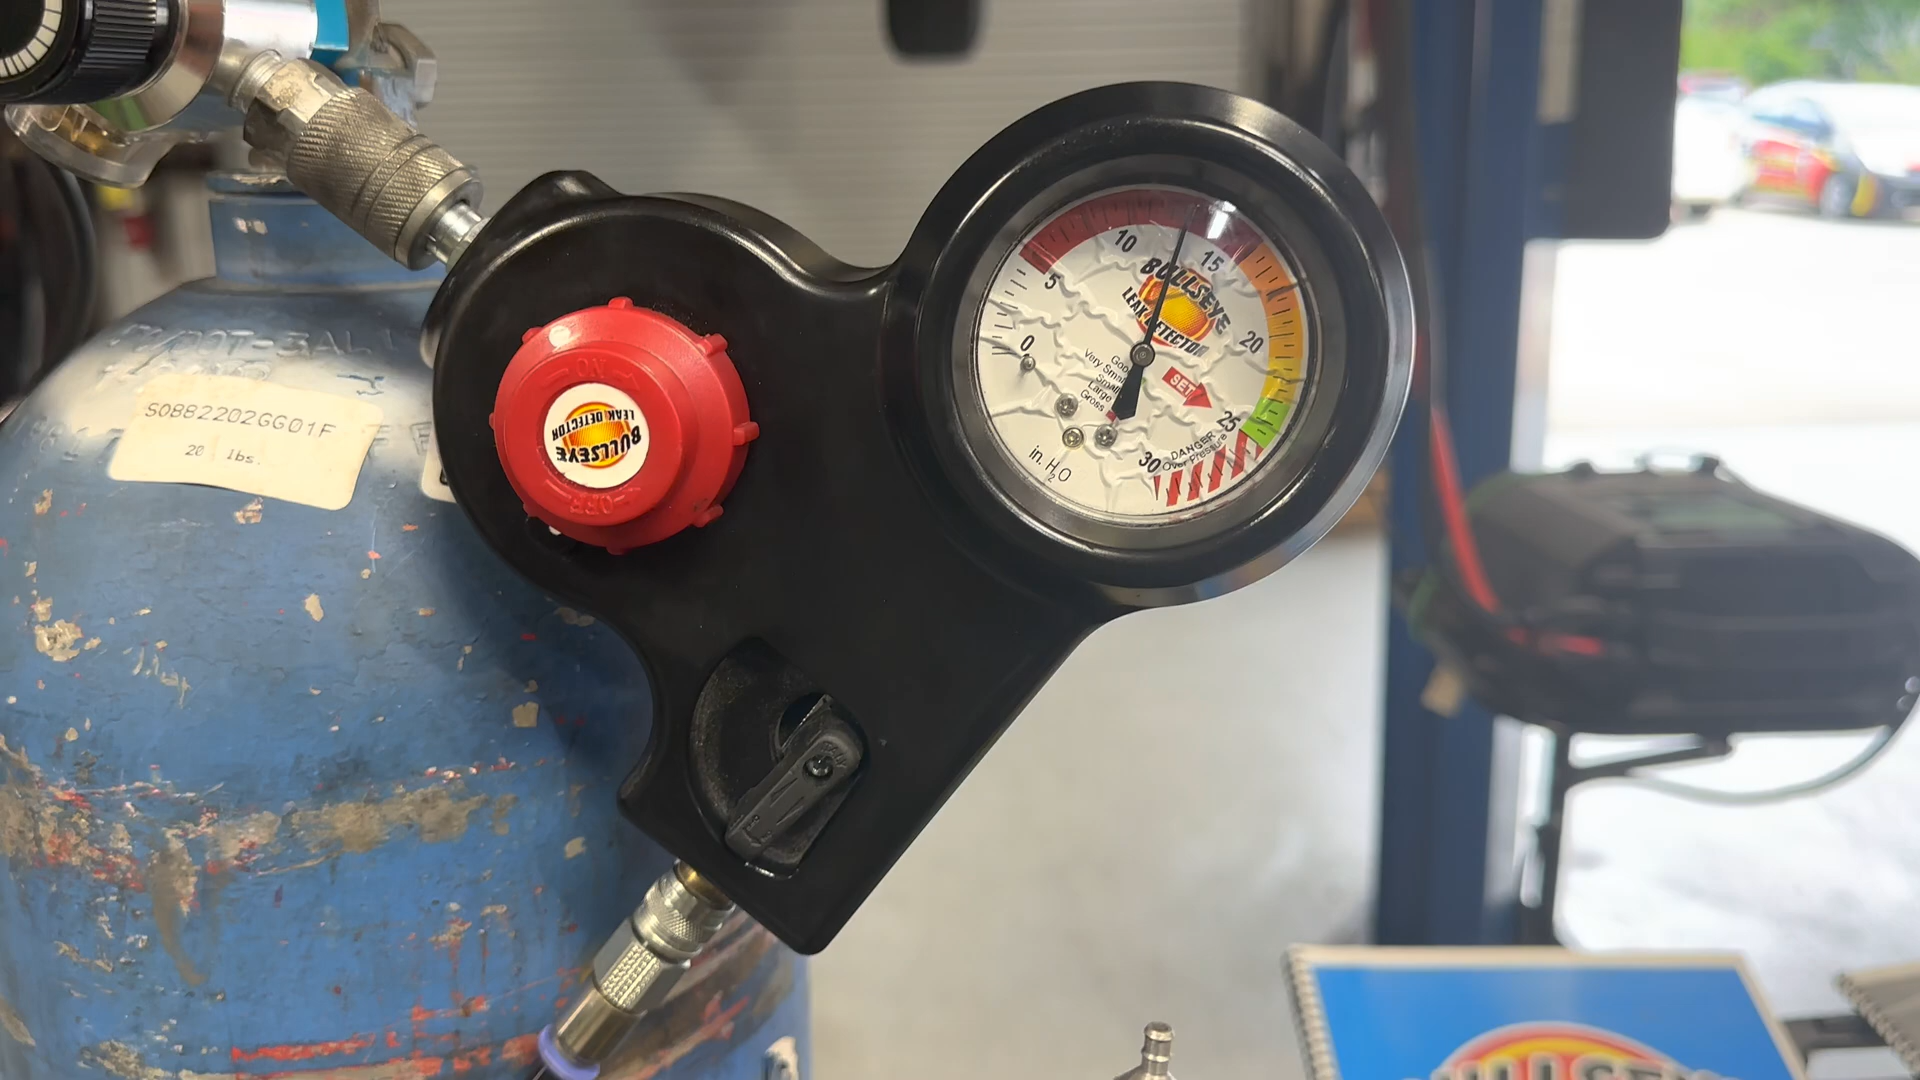 S0882202GG01F
20 lbs.
ON
BULLSEYE
LEAK DETECTOR
OFF
0
5
10
15
20
25
30
BULLSEYE
LEAK DETECTOR
Very Small
Small
Large
Gross
SET
DANGER
Over Pressure
in. H2O
BULLSEYE